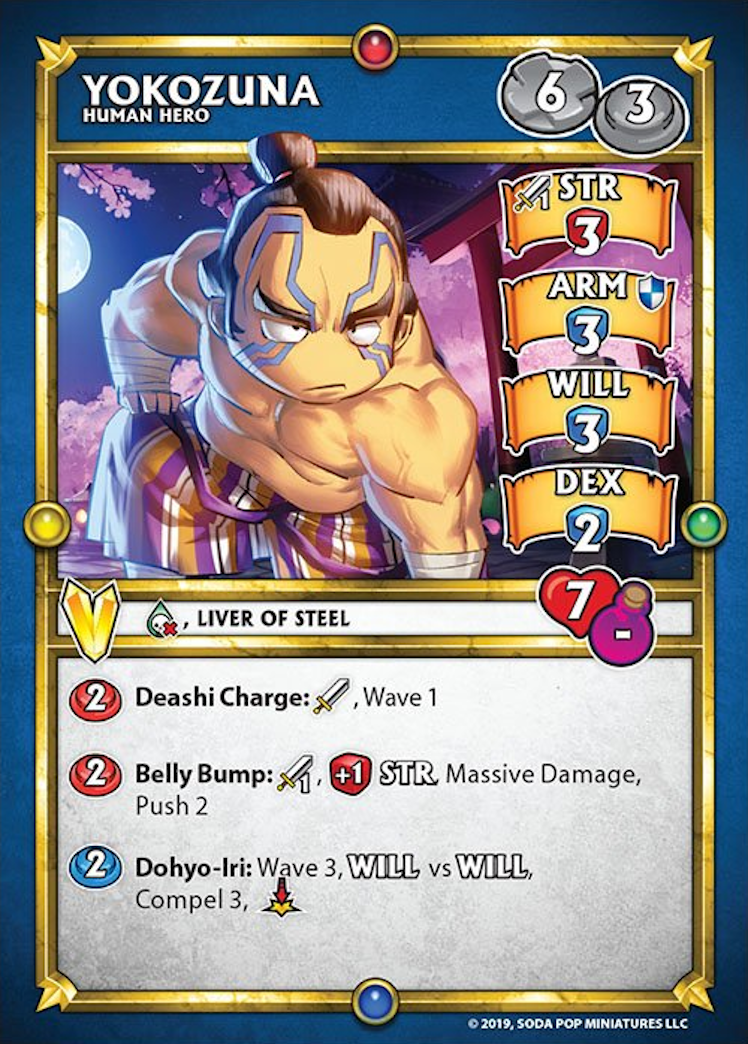 YOKOZUNA
HUMAN HERO
6
3
1 STR
3
ARM
3
WILL
3
DEX
2
7
-
, LIVER OF STEEL
2 Deashi Charge: , Wave 1
2 Belly Bump: 1, +1 STR, Massive Damage,
Push 2
2 Dohyo-Iri: Wave 3, WILL vs WILL,
Compel 3,
© 2019, SODA POP MINIATURES LLC